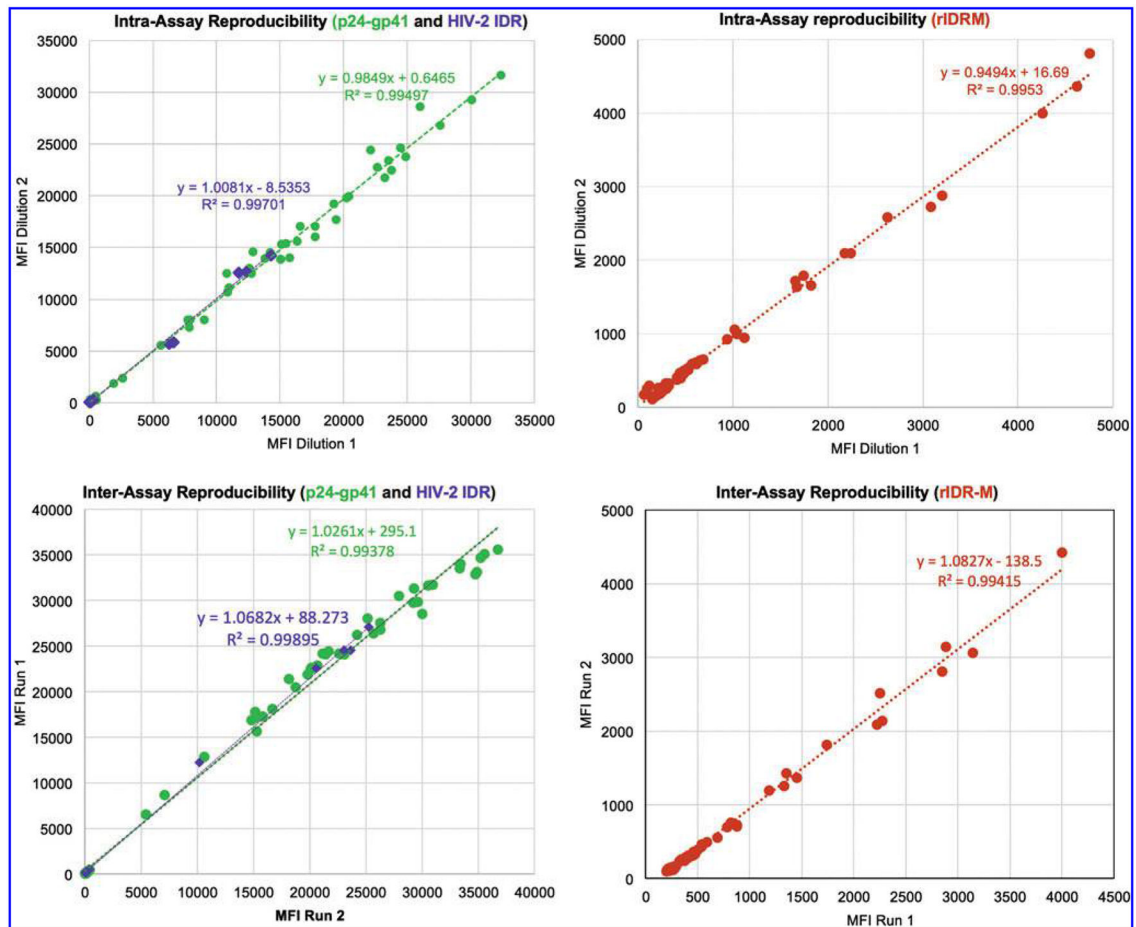 Intra-Assay Reproducibility (p24-gp41 and HIV-2 IDR)
35000
30000
25000
20000
15000
10000
5000
0
MFI Dilution 2
y = 0.9849x + 0.6465
R² = 0.99497
y = 1.0081x - 8.5353
R² = 0.99701
0 5000 10000 15000 20000 25000 30000 35000
MFI Dilution 1
Intra-Assay reproducibility (rIDRM)
5000
4000
3000
2000
1000
0
MFI Dilution 2
y = 0.9494x + 16.69
R² = 0.9953
0 1000 2000 3000 4000 5000
MFI Dilution 1
Inter-Assay Reproducibility (p24-gp41 and HIV-2 IDR)
40000
35000
30000
25000
20000
15000
10000
5000
0
MFI Run 1
y = 1.0261x + 295.1
R² = 0.99378
y = 1.0682x + 88.273
R² = 0.99895
0 5000 10000 15000 20000 25000 30000 35000 40000
MFI Run 2
Inter-Assay Reproducibility (rIDR-M)
5000
4000
3000
2000
1000
0
MFI Run 2
y = 1.0827x - 138.5
R² = 0.99415
0 500 1000 1500 2000 2500 3000 3500 4000 4500
MFI Run 1